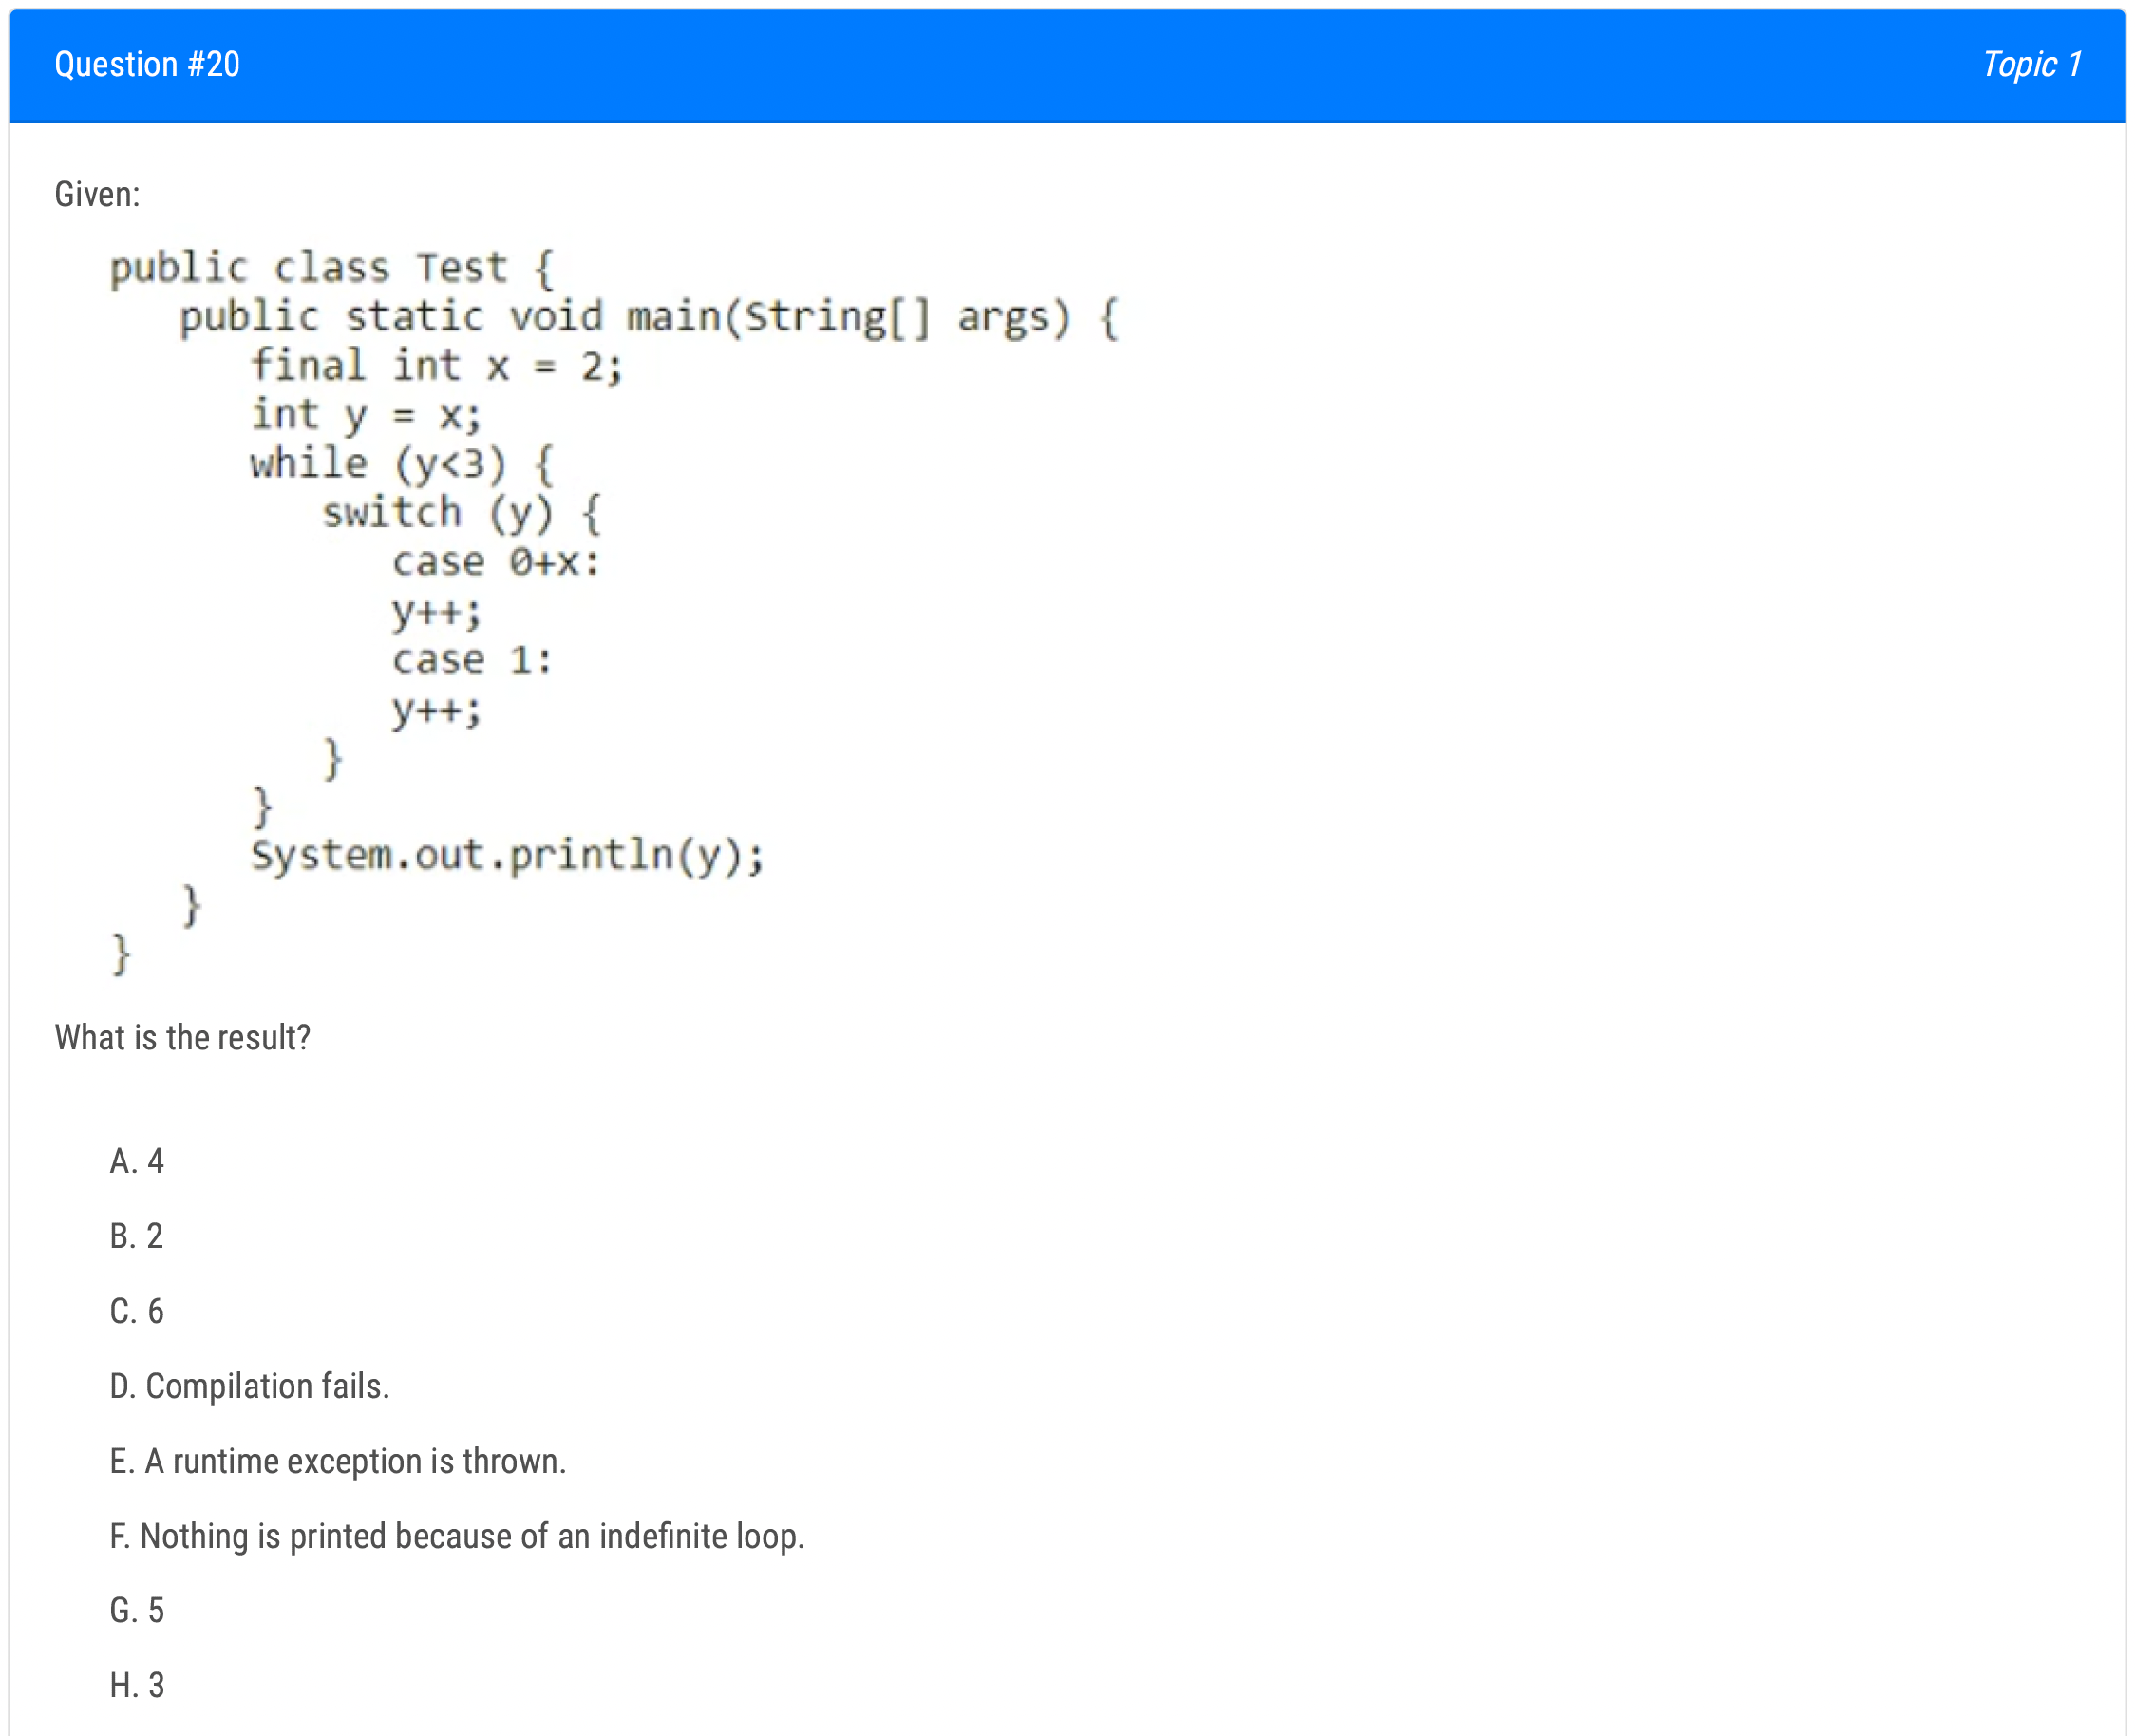 Question #20
Topic 1
Given:
public class Test {
public static void main(String[] args) {
final int x = 2;
int y = x;
while (y<3) {
switch (y) {
case 0+x:
y++;
case 1:
y++;
}
}
System.out.println(y);
}
}
What is the result?
A. 4
B. 2
C. 6
D. Compilation fails.
E. A runtime exception is thrown.
F. Nothing is printed because of an indefinite loop.
G. 5
H. 3